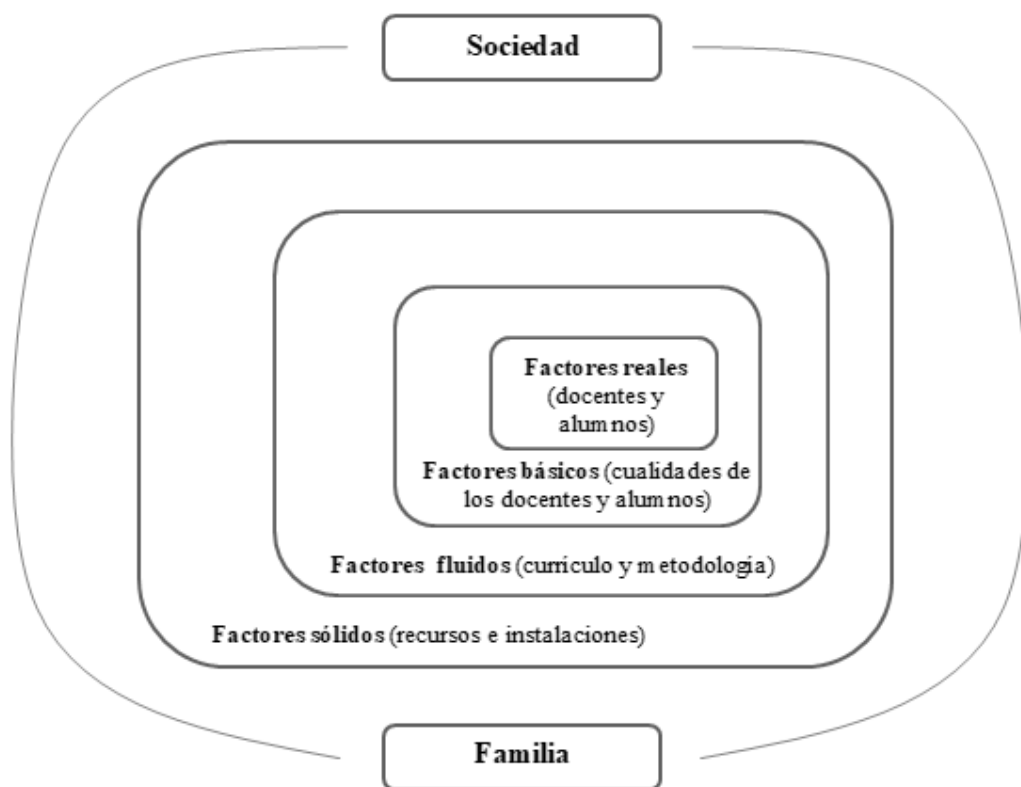 Sociedad
Factores reales
(docentes y
alumnos)
Factores básicos (cualidades de
los docentes y alumnos)
Factores fluidos (currículo y metodología)
Factores sólidos (recursos e instalaciones)
Familia